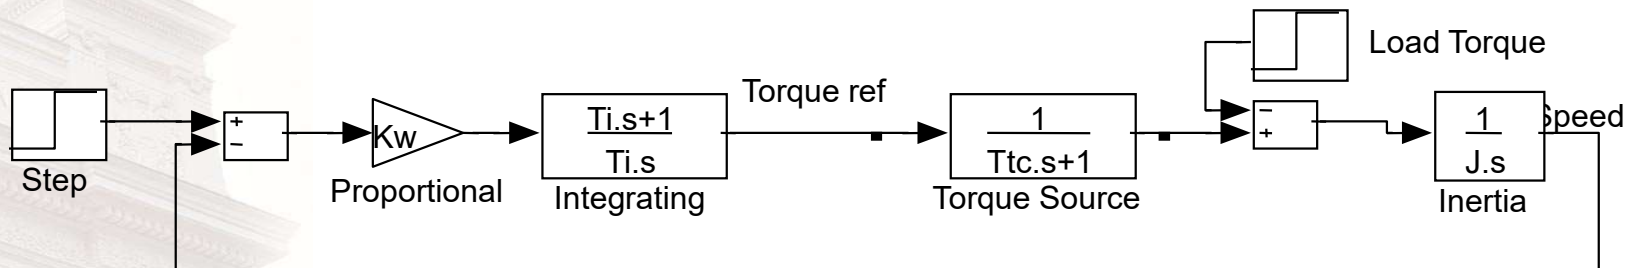 Load Torque
Torque ref
+
−
Kw
Ti.s+1
Ti.s
1
Ttc.s+1
−
+
1
J.s
Speed
Step
Proportional
Integrating
Torque Source
Inertia